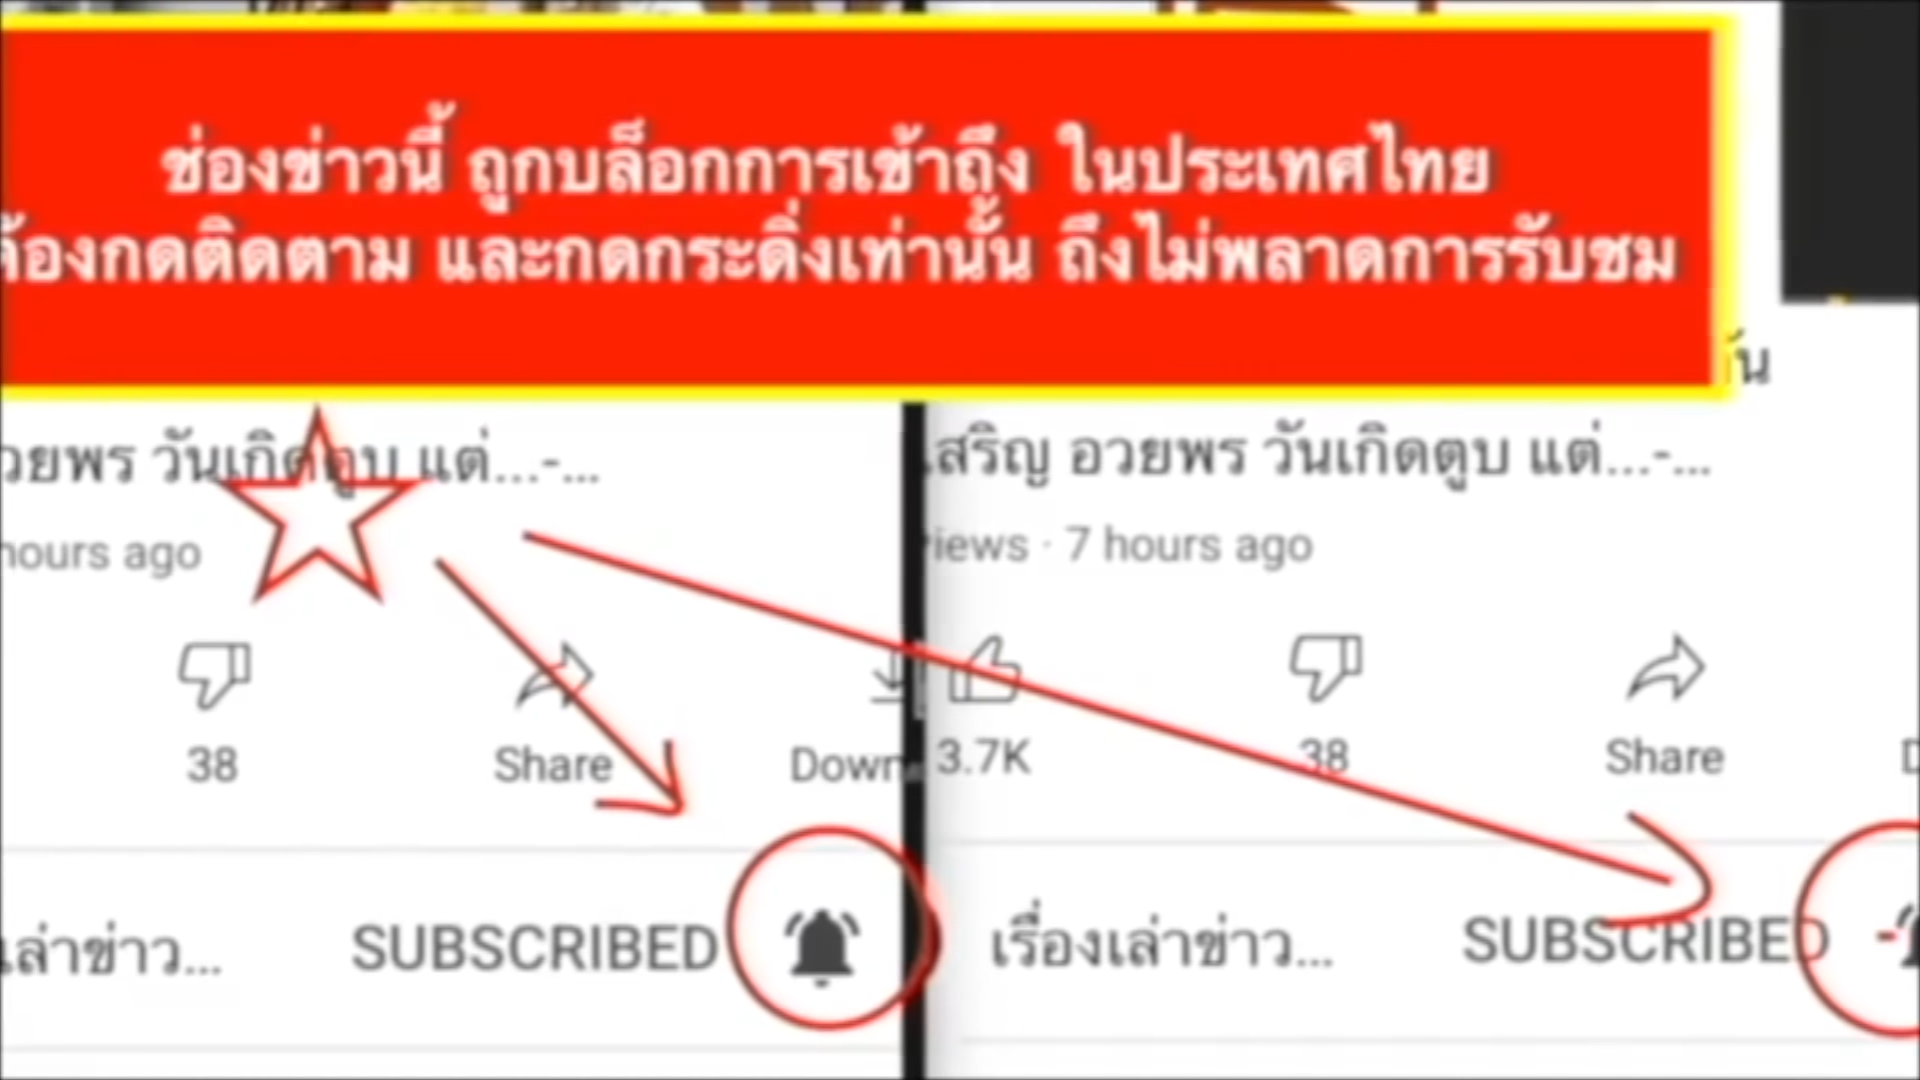 ช่องข่าวนี้ ถูกบล็อกการเข้าถึง ในประเทศไทย
ต้องกดติดตาม และกดกระดิ่งเท่านั้น ถึงไม่พลาดการรับชม
วยพร วันเกิดตูบ แต่...-...
hours ago
38
Share
Down
ล่าข่าว...
SUBSCRIBED
สริญ อวยพร วันเกิดตูบ แต่...-...
iews · 7 hours ago
3.7K
38
Share
เรื่องเล่าข่าว...
SUBSCRIBED